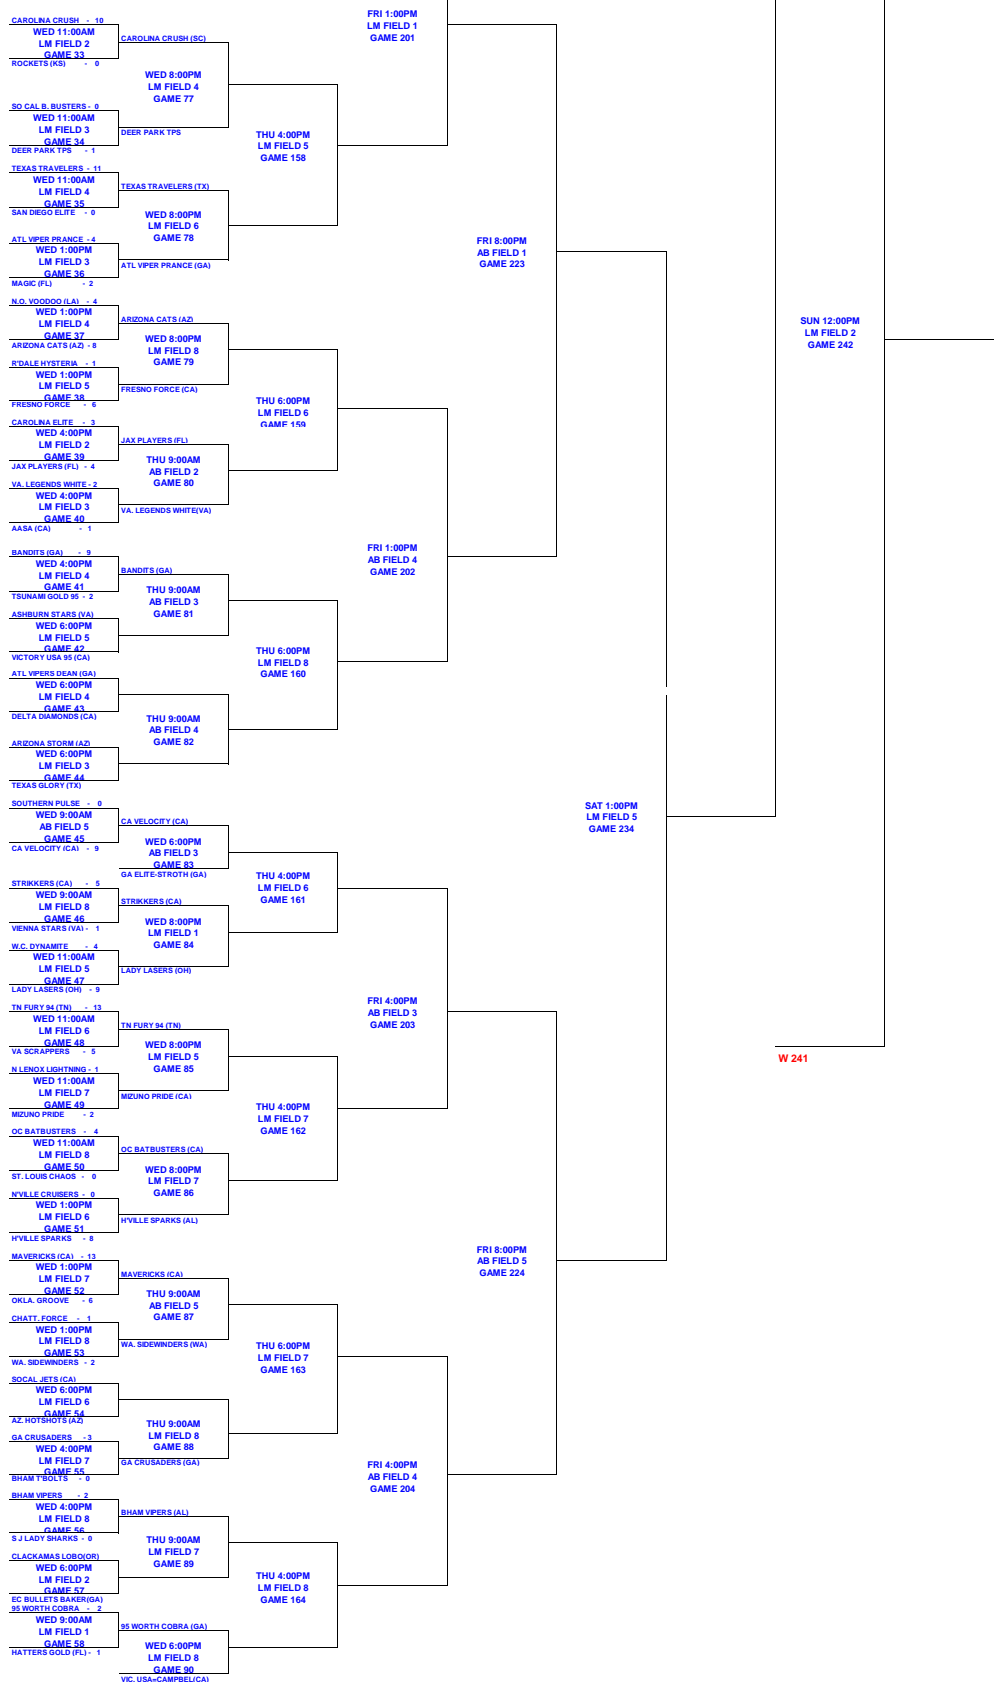 CAROLINA CRUSH - 10
WED 11:00AM
LM FIELD 2
GAME 33
ROCKETS (KS) - 0
SO CAL B. BUSTERS - 0
WED 11:00AM
LM FIELD 3
GAME 34
DEER PARK TPS - 1
TEXAS TRAVELERS - 11
WED 11:00AM
LM FIELD 4
GAME 35
SAN DIEGO ELITE - 0
ATL VIPER PRANCE - 4
WED 1:00PM
LM FIELD 3
GAME 36
MAGIC (FL) - 2
N.O. VOODOO (LA) - 4
WED 1:00PM
LM FIELD 4
GAME 37
ARIZONA CATS (AZ) - 8
R'DALE HYSTERIA - 1
WED 1:00PM
LM FIELD 5
GAME 38
FRESNO FORCE - 6
CAROLINA ELITE - 3
WED 4:00PM
LM FIELD 2
GAME 39
JAX PLAYERS (FL) - 4
VA. LEGENDS WHITE - 2
WED 4:00PM
LM FIELD 3
GAME 40
AASA (CA) - 1
BANDITS (GA) - 9
WED 4:00PM
LM FIELD 4
GAME 41
TSUNAMI GOLD 95 - 2
ASHBURN STARS (VA)
WED 6:00PM
LM FIELD 5
GAME 42
VICTORY USA 95 (CA)
ATL VIPERS DEAN (GA)
WED 6:00PM
LM FIELD 4
GAME 43
DELTA DIAMONDS (CA)
ARIZONA STORM (AZ)
WED 6:00PM
LM FIELD 3
GAME 44
TEXAS GLORY (TX)
SOUTHERN PULSE - 0
WED 9:00AM
AB FIELD 5
GAME 45
CA VELOCITY (CA) - 9
STRIKKERS (CA) - 5
WED 9:00AM
LM FIELD 8
GAME 46
VIENNA STARS (VA) - 1
W.C. DYNAMITE - 4
WED 11:00AM
LM FIELD 5
GAME 47
LADY LASERS (OH) - 9
TN FURY 94 (TN) - 13
WED 11:00AM
LM FIELD 6
GAME 48
VA SCRAPPERS - 5
N LENOX LIGHTNING - 1
WED 11:00AM
LM FIELD 7
GAME 49
MIZUNO PRIDE - 2
OC BATBUSTERS - 4
WED 11:00AM
LM FIELD 8
GAME 50
ST. LOUIS CHAOS - 0
N'VILLE CRUISERS - 0
WED 1:00PM
LM FIELD 6
GAME 51
H'VILLE SPARKS - 8
MAVERICKS (CA) - 13
WED 1:00PM
LM FIELD 7
GAME 52
OKLA. GROOVE - 6
CHATT. FORCE - 1
WED 1:00PM
LM FIELD 8
GAME 53
WA. SIDEWINDERS - 2
SOCAL JETS (CA)
WED 6:00PM
LM FIELD 6
GAME 54
AZ. HOTSHOTS (AZ)
GA CRUSADERS - 3
WED 4:00PM
LM FIELD 7
GAME 55
BHAM T'BOLTS - 0
BHAM VIPERS - 2
WED 4:00PM
LM FIELD 8
GAME 56
S J LADY SHARKS - 0
CLACKAMAS LOBO(OR)
WED 6:00PM
LM FIELD 2
GAME 57
EC BULLETS BAKER(GA)
95 WORTH COBRA - 2
WED 9:00AM
LM FIELD 1
GAME 58
HATTERS GOLD (FL) - 1
CAROLINA CRUSH (SC)
WED 8:00PM
LM FIELD 4
GAME 77
DEER PARK TPS
TEXAS TRAVELERS (TX)
WED 8:00PM
LM FIELD 6
GAME 78
ATL VIPER PRANCE (GA)
ARIZONA CATS (AZ)
WED 8:00PM
LM FIELD 8
GAME 79
FRESNO FORCE (CA)
JAX PLAYERS (FL)
THU 9:00AM
AB FIELD 2
GAME 80
VA. LEGENDS WHITE(VA)
BANDITS (GA)
THU 9:00AM
AB FIELD 3
GAME 81
THU 9:00AM
AB FIELD 4
GAME 82
CA VELOCITY (CA)
WED 6:00PM
AB FIELD 3
GAME 83
GA ELITE-STROTH (GA)
STRIKKERS (CA)
WED 8:00PM
LM FIELD 1
GAME 84
LADY LASERS (OH)
TN FURY 94 (TN)
WED 8:00PM
LM FIELD 5
GAME 85
MIZUNO PRIDE (CA)
OC BATBUSTERS (CA)
WED 8:00PM
LM FIELD 7
GAME 86
H'VILLE SPARKS (AL)
MAVERICKS (CA)
THU 9:00AM
AB FIELD 5
GAME 87
WA. SIDEWINDERS (WA)
THU 9:00AM
LM FIELD 8
GAME 88
GA CRUSADERS (GA)
BHAM VIPERS (AL)
THU 9:00AM
LM FIELD 7
GAME 89
95 WORTH COBRA (GA)
WED 6:00PM
LM FIELD 8
GAME 90
VIC. USA=CAMPBEL(CA)
THU 4:00PM
LM FIELD 5
GAME 158
THU 6:00PM
LM FIELD 6
GAME 159
THU 6:00PM
LM FIELD 8
GAME 160
THU 4:00PM
LM FIELD 6
GAME 161
THU 4:00PM
LM FIELD 7
GAME 162
THU 6:00PM
LM FIELD 7
GAME 163
THU 4:00PM
LM FIELD 8
GAME 164
FRI 1:00PM
LM FIELD 1
GAME 201
FRI 1:00PM
AB FIELD 4
GAME 202
FRI 4:00PM
AB FIELD 3
GAME 203
FRI 4:00PM
AB FIELD 4
GAME 204
FRI 8:00PM
AB FIELD 1
GAME 223
FRI 8:00PM
AB FIELD 5
GAME 224
SAT 1:00PM
LM FIELD 5
GAME 234
SUN 12:00PM
LM FIELD 2
GAME 242
W 241